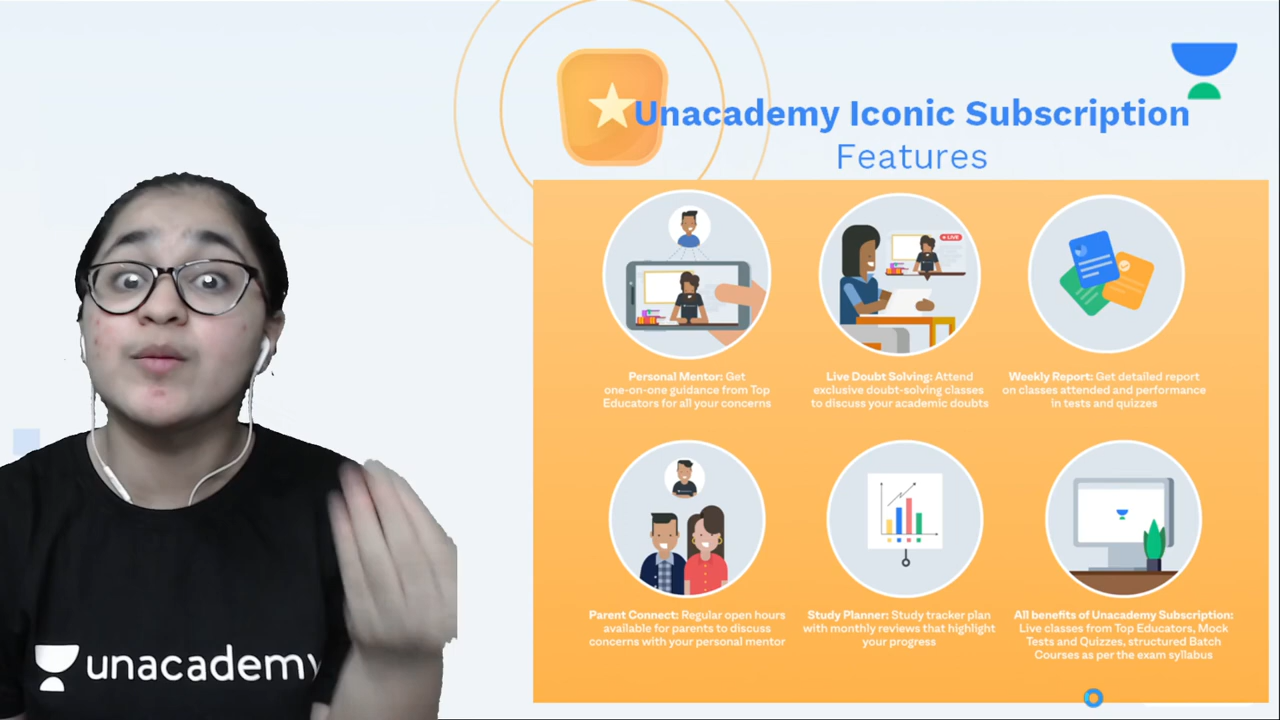 Unacademy Iconic Subscription
Features
LIVE
Personal Mentor: Get
one-on-one guidance from Top
Educators for all your concerns
Live Doubt Solving: Attend
exclusive doubt-solving classes
to discuss your academic doubts
Weekly Report: Get detailed report
on classes attended and performance
in tests and quizzes
Parent Connect: Regular open hours
available for parents to discuss
concerns with your personal mentor
Study Planner: Study tracker plan
with monthly reviews that highlight
your progress
All benefits of Unacademy Subscription:
Live classes from Top Educators, Mock
Tests and Quizzes, structured Batch
Courses as per the exam syllabus
unacademy